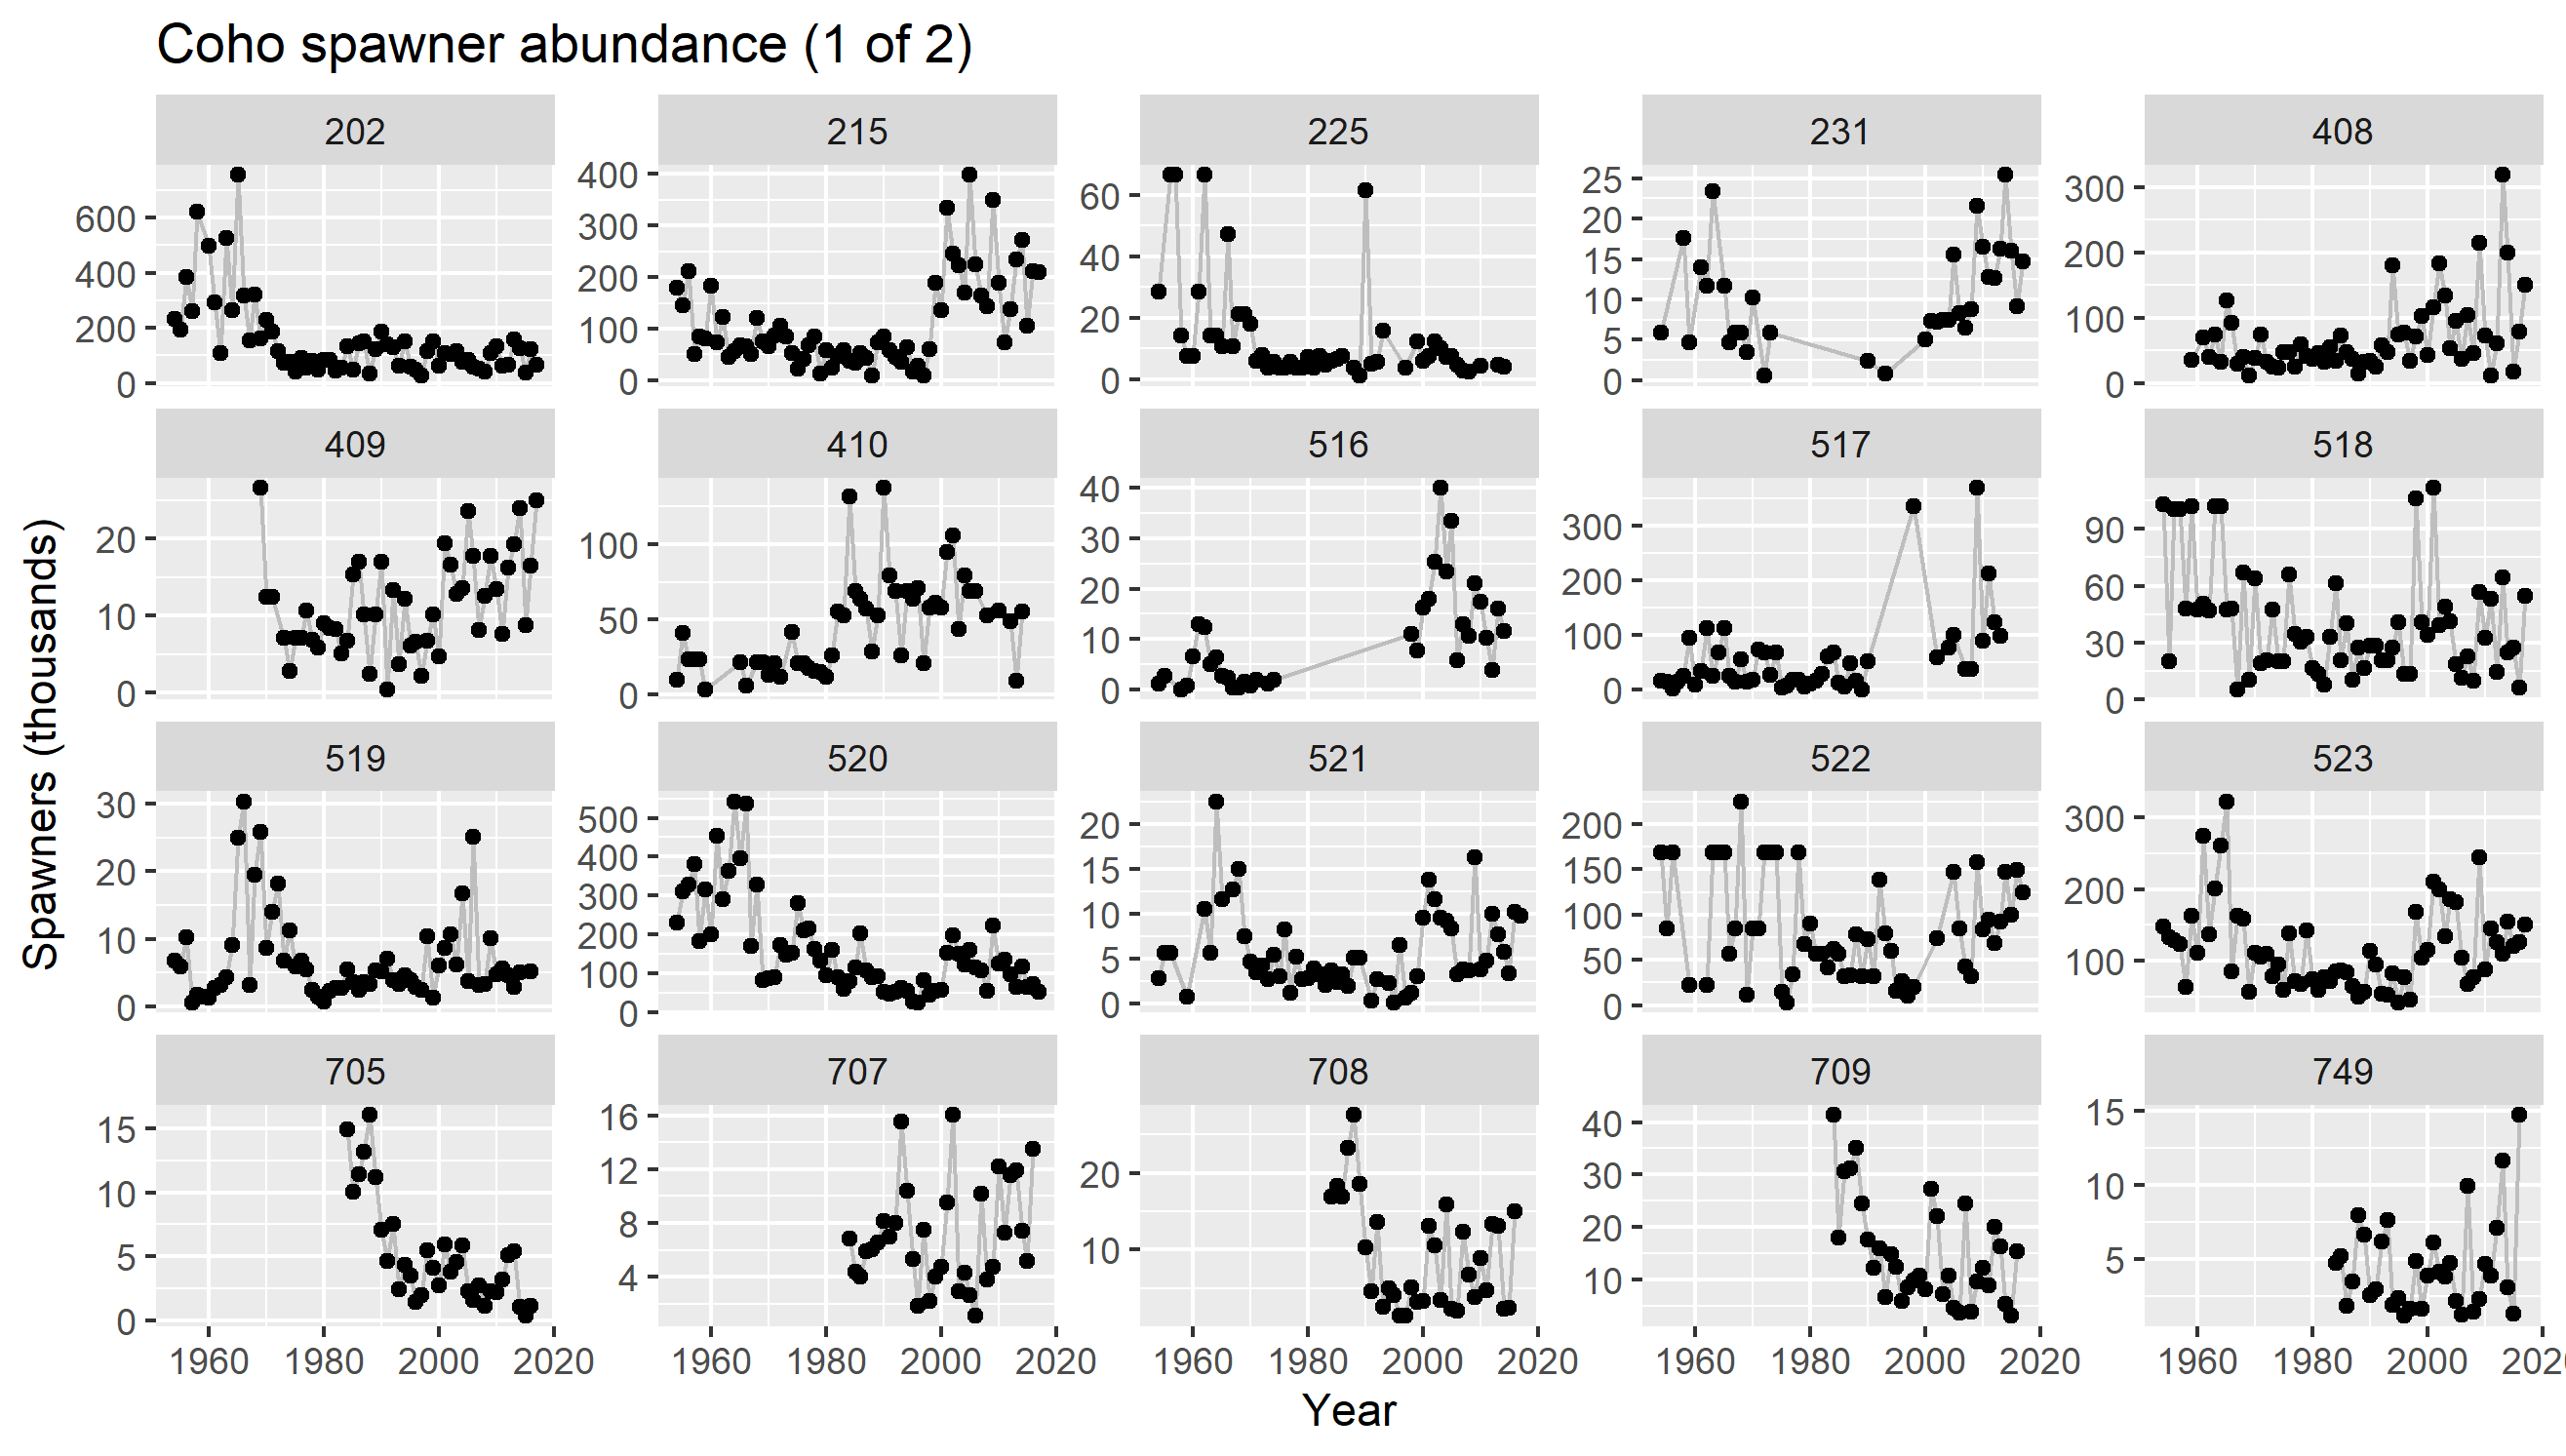 Coho spawner abundance (1 of 2)
202 215 225 231 408
600 400 200 0
400 300 200 100 0
60 40 20 0
25 20 15 10 5 0
300 200 100 0
409 410 516 517 518
20 10 0
100 50 0
40 30 20 10 0
300 200 100 0
90 60 30 0
Spawners (thousands)
519 520 521 522 523
30 20 10 0
500 400 300 200 100 0
20 15 10 5 0
200 150 100 50 0
300 200 100
705 707 708 709 749
15 10 5 0
16 12 8 4
20 10
40 30 20 10
15 10 5
1960 1980 2000 2020 1960 1980 2000 2020 1960 1980 2000 2020 1960 1980 2000 2020 1960 1980 2000 202
Year